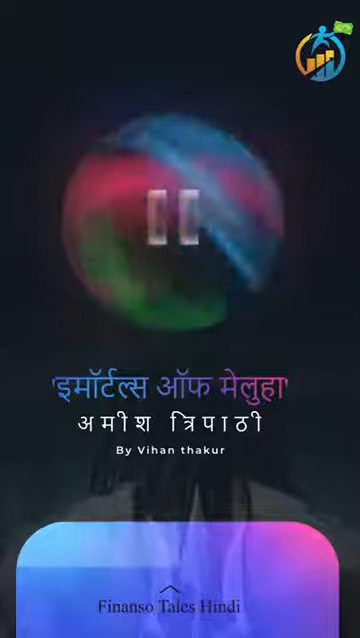 'इमॉर्टल्स ऑफ मेलुहा'
अमीश त्रिपाठी
By Vihan thakur
Finanso Tales Hindi